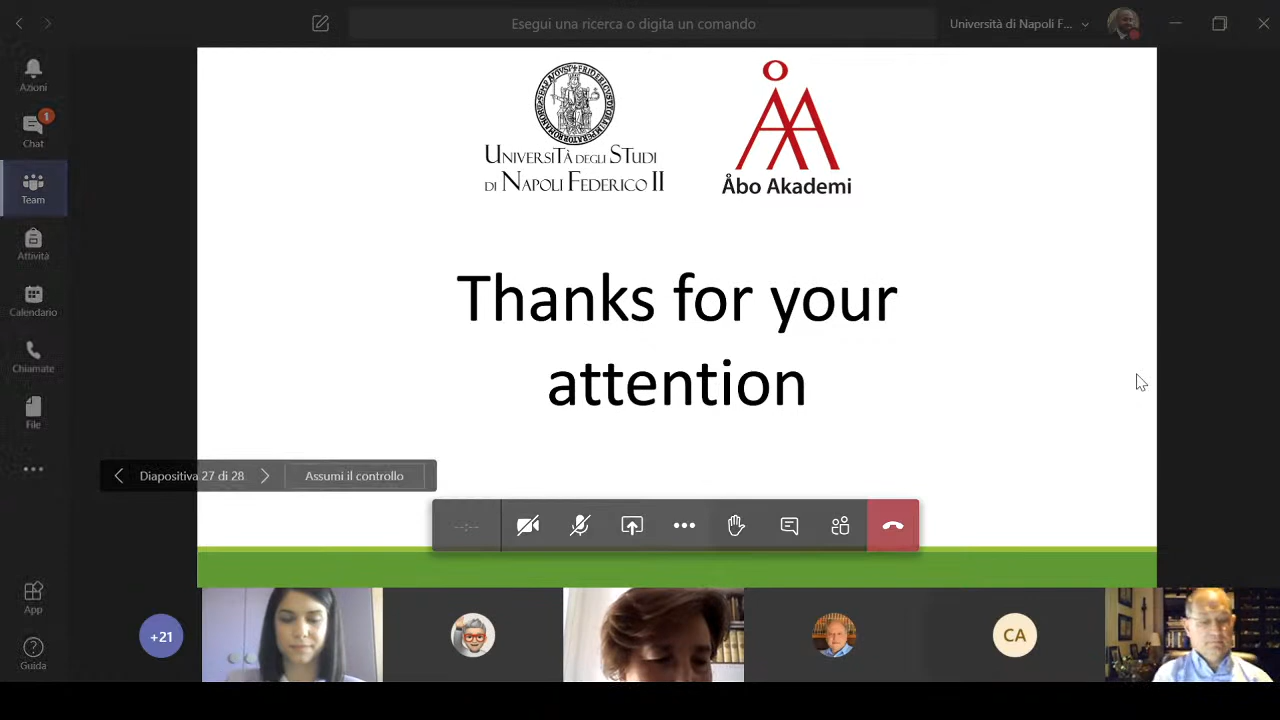 Esegui una ricerca o digita un comando
Università di Napoli F...
Azioni
1
Chat
Team
Attività
Calendario
Chiamate
File
App
Guida
UNIVERSITÀ DEGLI STUDI
DI NAPOLI FEDERICO II
Åbo Akademi
Thanks for your
attention
Diapositiva 27 di 28
Assumi il controllo
--:--
+21
CA